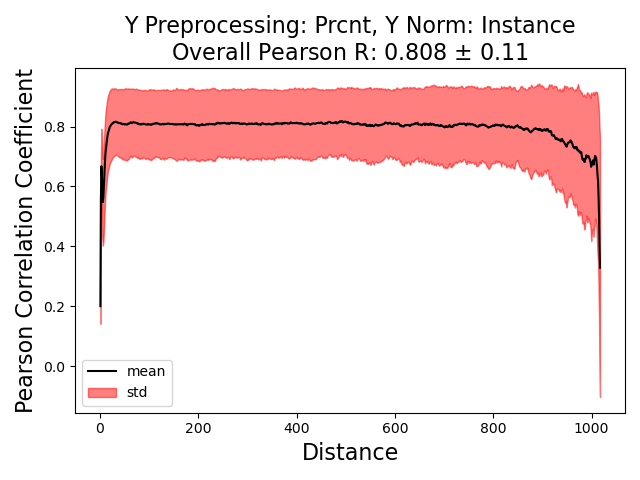 Y Preprocessing: Prcnt, Y Norm: Instance
Overall Pearson R: 0.808 ± 0.11
Pearson Correlation Coefficient
0.8
0.6
0.4
0.2
0.0
mean
std
0 200 400 600 800 1000
Distance